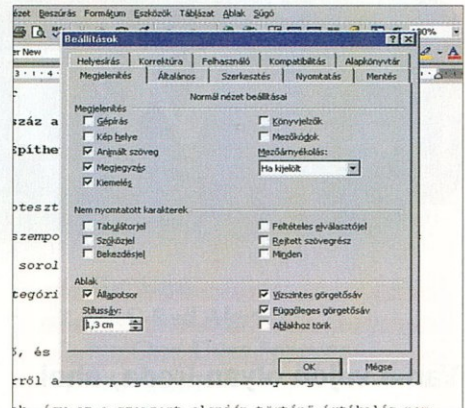 ézet Beszúrás Formátum Eszközök Táblázat Ablak Súgó
Beállítások
er New
Helyesírás Korrektúra Felhasználó Kompatibilitás Alapkönyvtár
Megjelenítés Általános Szerkesztés Nyomtatás Mentés
Normál nézet beállításai
Megjelenítés
Gépírás
Kép helye
Animált szöveg
Megjegyzés
Kiemelés
Könyvjelzők
Mezőkódok
Mezőárnyékolás:
Ha kijelölt
Nem nyomtatott karakterek
Tabulátorjel
Szóközjel
Bekezdésjel
Feltételes elválasztójel
Rejtett szövegrész
Minden
Ablak
Állapotsor
Stílussáv:
1,3 cm
Vízszintes görgetősáv
Függőleges görgetősáv
Ablakhoz törik
OK Mégse
száz a
építhe
oteszt
szempo
sorol
tegóri
ő, és